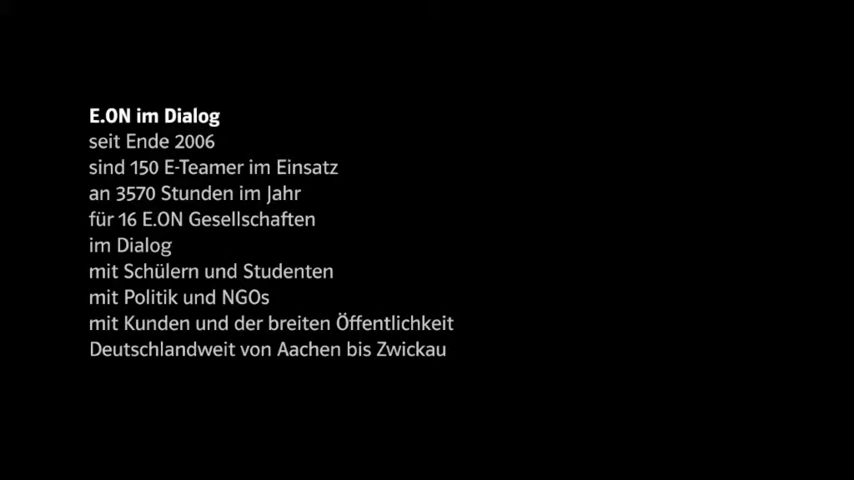 E.ON im Dialog
seit Ende 2006
sind 150 E-Teamer im Einsatz
an 3570 Stunden im Jahr
für 16 E.ON Gesellschaften
im Dialog
mit Schülern und Studenten
mit Politik und NGOs
mit Kunden und der breiten Öffentlichkeit
Deutschlandweit von Aachen bis Zwickau